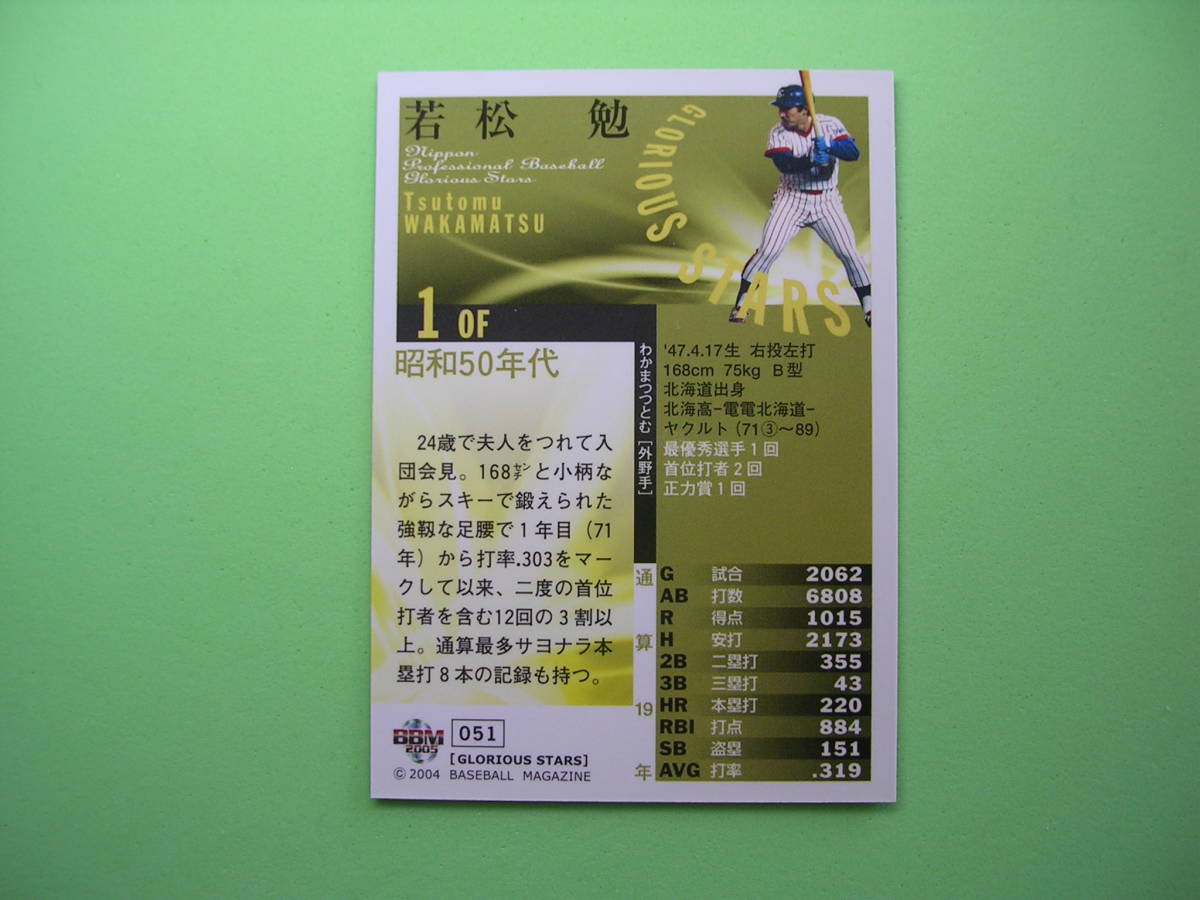 若松 勉
Nippon
Professional Baseball
Glorious Stars
Tsutomu
WAKAMATSU
GLORIOUS STARS
1 OF
昭和50年代
24歳で夫人をつれて入
団会見。168㌢と小柄な
がらスキーで鍛えられた
強靱な足腰で1年目（71
年）から打率.303をマー
クして以来、二度の首位
打者を含む12回の3割以
上。通算最多サヨナラ本
塁打8本の記録も持つ。
わかまつつとむ［外野手］
'47.4.17生 右投左打
168cm 75kg B型
北海道出身
北海高−電電北海道−
ヤクルト（71③〜89）
最優秀選手1回
首位打者2回
正力賞1回
通算19年
G 試合 2062
AB 打数 6808
R 得点 1015
H 安打 2173
2B 二塁打 355
3B 三塁打 43
HR 本塁打 220
RBI 打点 884
SB 盗塁 151
AVG 打率 .319
BBM 2005
051
[GLORIOUS STARS]
© 2004 BASEBALL MAGAZINE